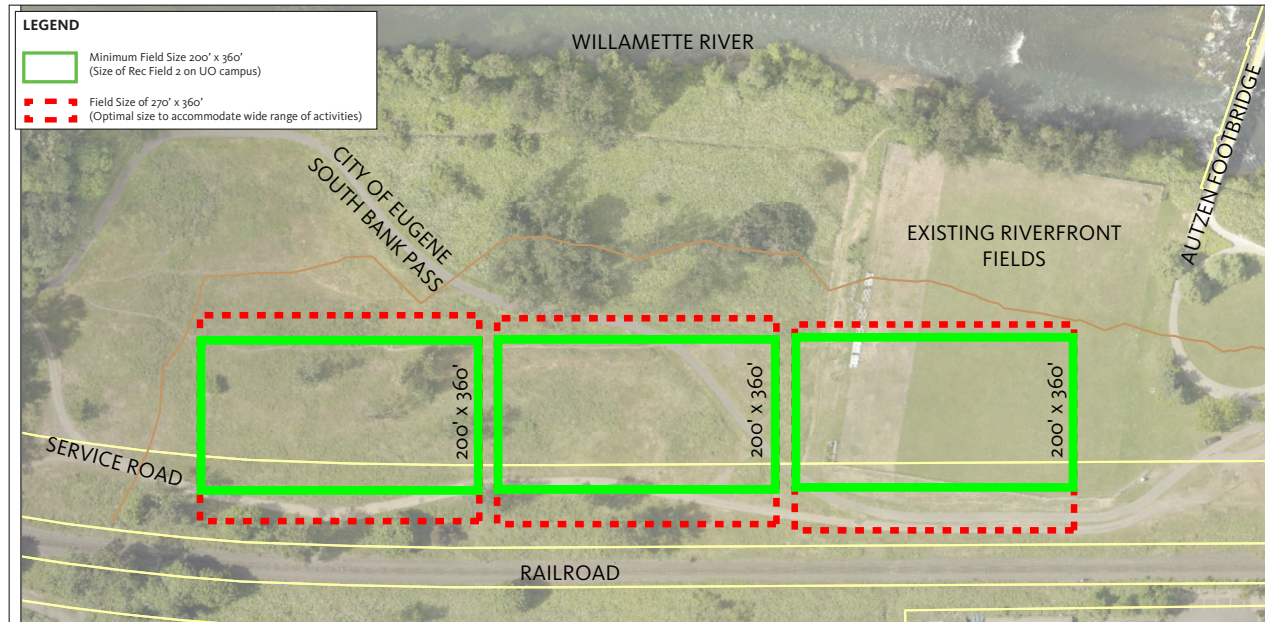 LEGEND
Minimum Field Size 200' x 360'
(Size of Rec Field 2 on UO campus)
Field Size of 270' x 360'
(Optimal size to accommodate wide range of activities)
WILLAMETTE RIVER
AUTZEN FOOTBRIDGE
CITY OF EUGENE
SOUTH BANK PASS
EXISTING RIVERFRONT
FIELDS
200' x 360'
200' x 360'
200' x 360'
SERVICE ROAD
RAILROAD